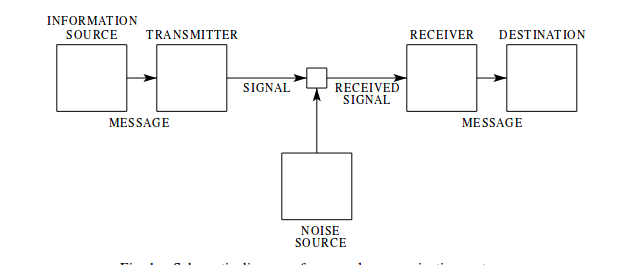 INFORMATION
SOURCE
TRANSMITTER
RECEIVER
DESTINATION
SIGNAL
RECEIVED
SIGNAL
MESSAGE
MESSAGE
NOISE
SOURCE